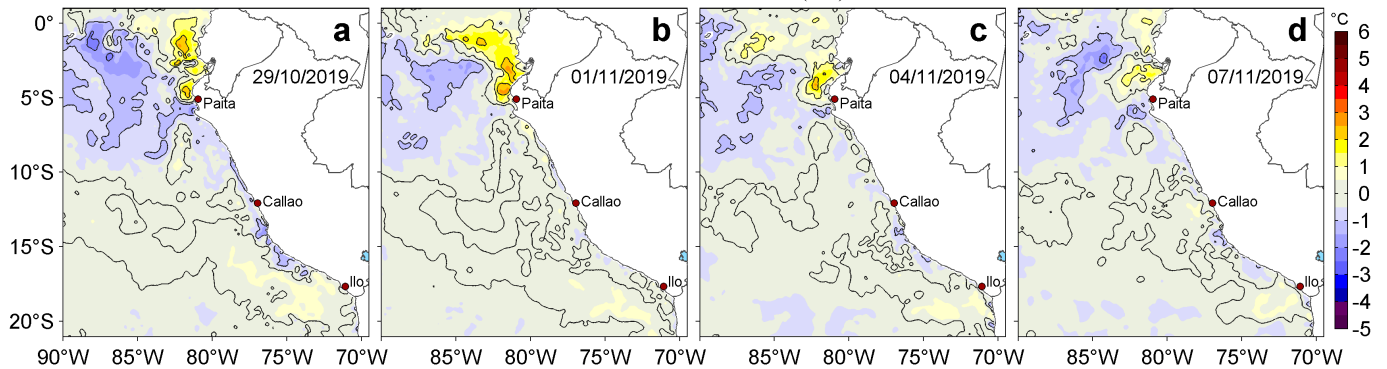 a b c d
°C
29/10/2019 01/11/2019 04/11/2019 07/11/2019
0°
5°S
10°S
15°S
20°S
Paita Paita Paita Paita
Callao Callao Callao Callao
Ilo Ilo Ilo Ilo
90°W 85°W 80°W 75°W 70°W 85°W 80°W 75°W 70°W 85°W 80°W 75°W 70°W 85°W 80°W 75°W 70°W
6
5
4
3
2
1
0
-1
-2
-3
-4
-5